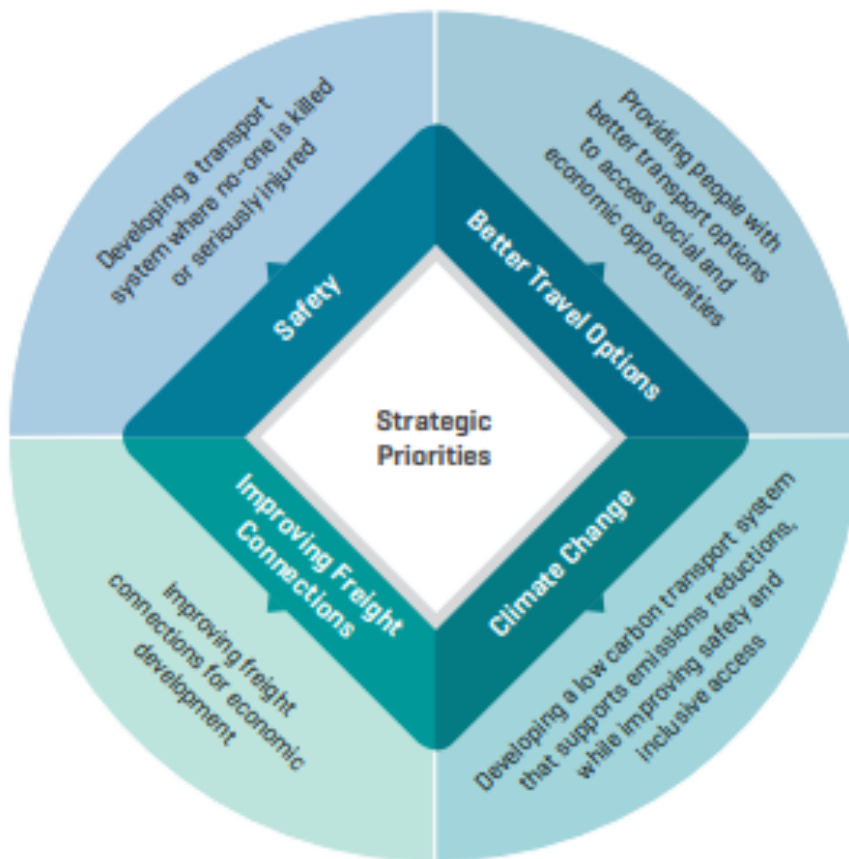 Developing a transport
system where no-one is killed
or seriously injured
Safety
Providing people with
better transport options
to access social and
economic opportunities
Better Travel Options
Strategic
Priorities
Improving Freight
Connections
Improving freight
connections for economic
development
Climate Change
Developing a low carbon transport system
that supports emissions reductions,
while improving safety and
inclusive access